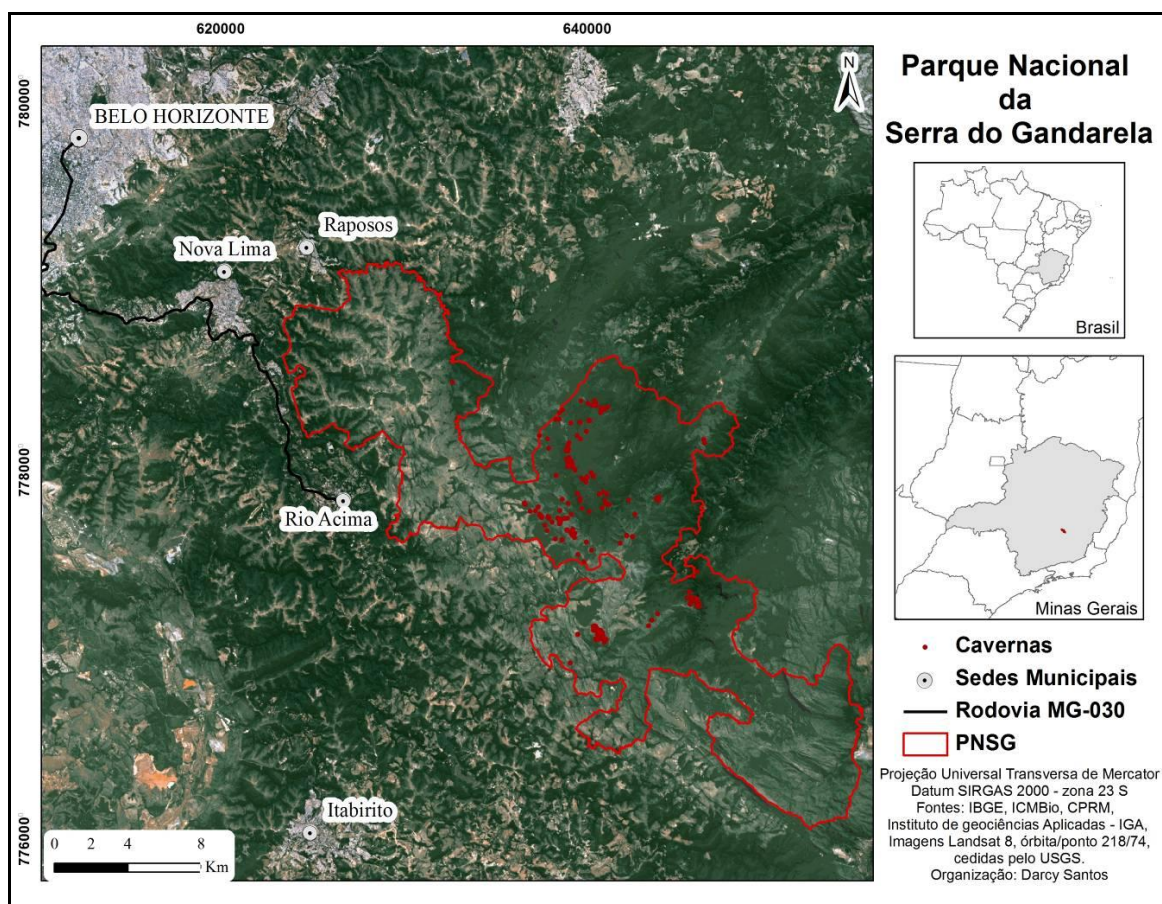 620000
640000
7800000
7780000
7760000
N
BELO HORIZONTE
Raposos
Nova Lima
Rio Acima
Itabirito
0 2 4 8
Km
Parque Nacional
da
Serra do Gandarela
Brasil
Minas Gerais
Cavernas
Sedes Municipais
Rodovia MG-030
PNSG
Projeção Universal Transversa de Mercator
Datum SIRGAS 2000 - zona 23 S
Fontes: IBGE, ICMBio, CPRM,
Instituto de geociências Aplicadas - IGA,
Imagens Landsat 8, órbita/ponto 218/74,
cedidas pelo USGS.
Organização: Darcy Santos